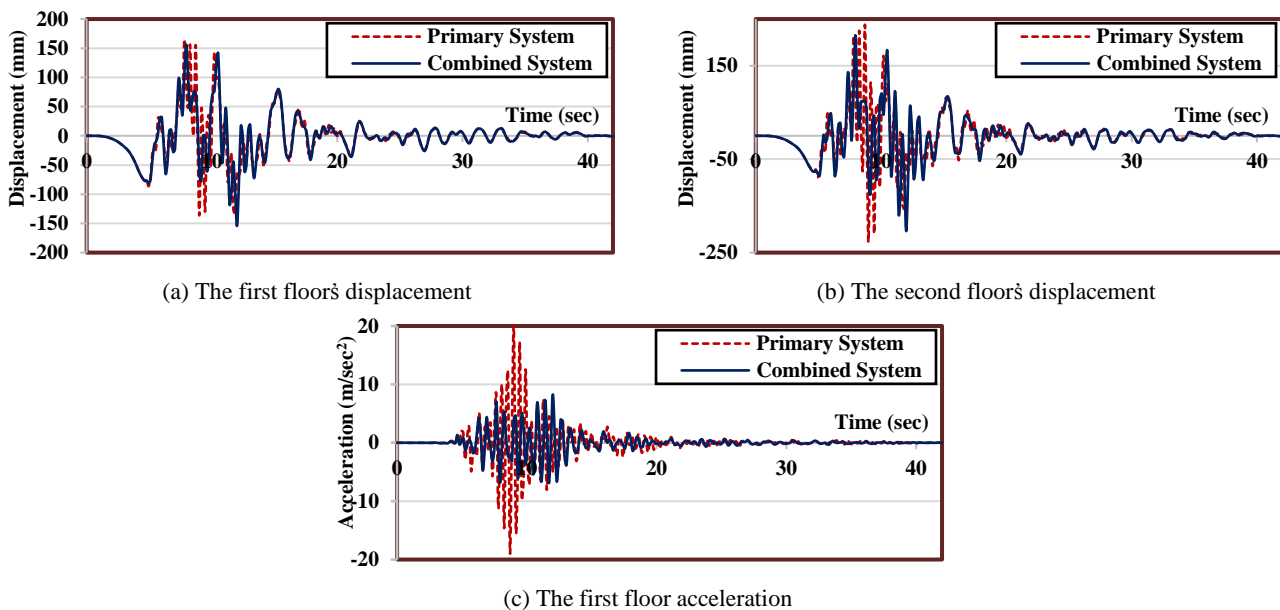 200
150
100
50
0
-50
-100
-150
-200
Displacement (mm)
Primary System
Combined System
Time (sec)
0 10 20 30 40
(a) The first floor's displacement
150
-50
-250
Displacement (mm)
Primary System
Combined System
Time (sec)
0 10 20 30 40
(b) The second floor's displacement
20
10
0
-10
-20
Acceleration (m/sec²)
Primary System
Combined System
Time (sec)
0 10 20 30 40
(c) The first floor acceleration